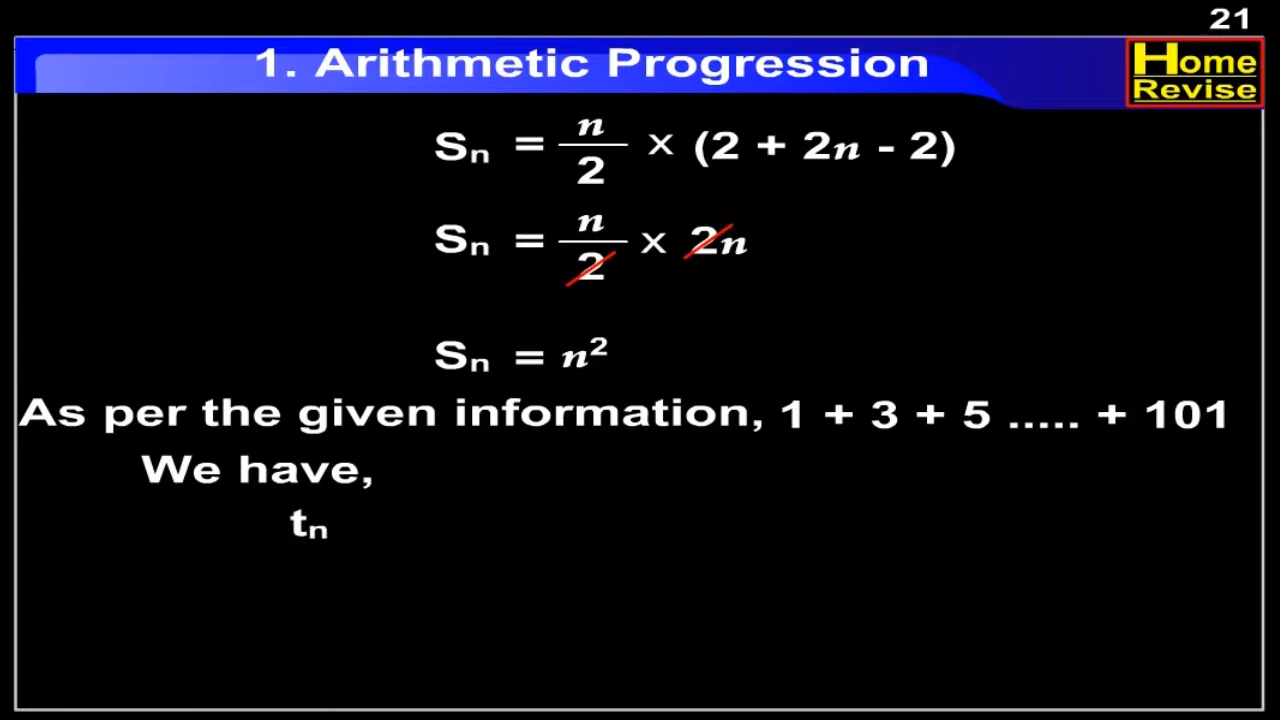 21
1. Arithmetic Progression
Home
Revise
Sₙ = n/2 × (2 + 2n - 2)
Sₙ = n/2 × 2n
Sₙ = n²
As per the given information, 1 + 3 + 5 ..... + 101
We have,
tₙ